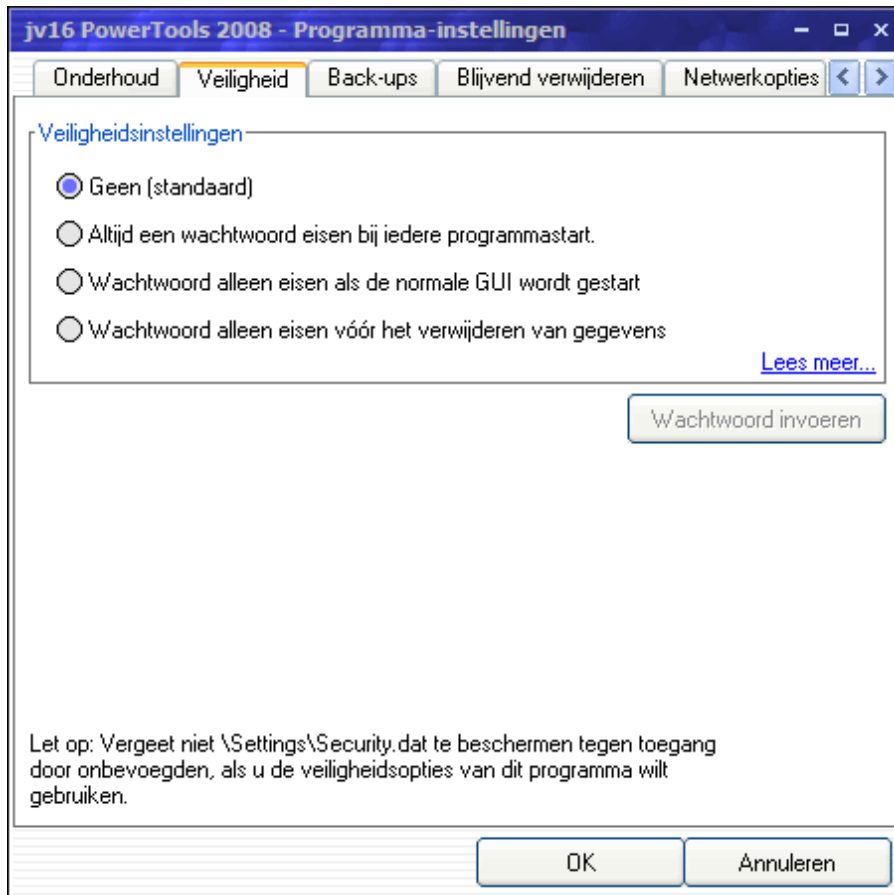 jv16 PowerTools 2008 - Programma-instellingen
Onderhoud Veiligheid Back-ups Blijvend verwijderen Netwerkopties
Veiligheidsinstellingen
Geen (standaard)
Altijd een wachtwoord eisen bij iedere programmastart.
Wachtwoord alleen eisen als de normale GUI wordt gestart
Wachtwoord alleen eisen vóór het verwijderen van gegevens
Lees meer...
Wachtwoord invoeren
Let op: Vergeet niet \Settings\Security.dat te beschermen tegen toegang
door onbevoegden, als u de veiligheidsopties van dit programma wilt
gebruiken.
OK Annuleren